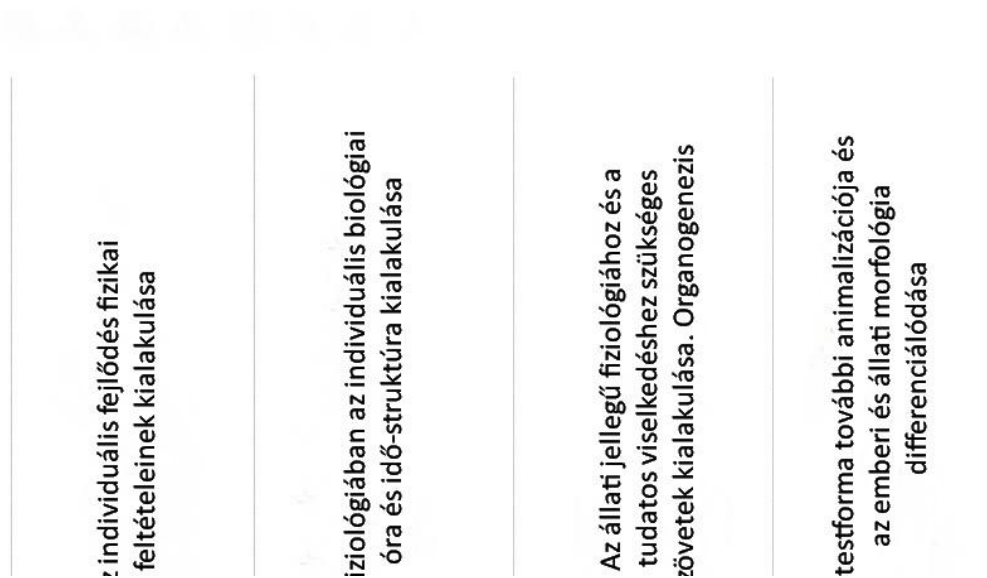 individuális fejlődés fizikai
feltételeinek kialakulása
iziológiában az individuális biológiai
óra és idő-struktúra kialakulása
Az állati jellegű fiziológiához és a
tudatos viselkedéshez szükséges
zövetek kialakulása. Organogenezis
testforma további animalizációja és
az emberi és állati morfológia
differenciálódása